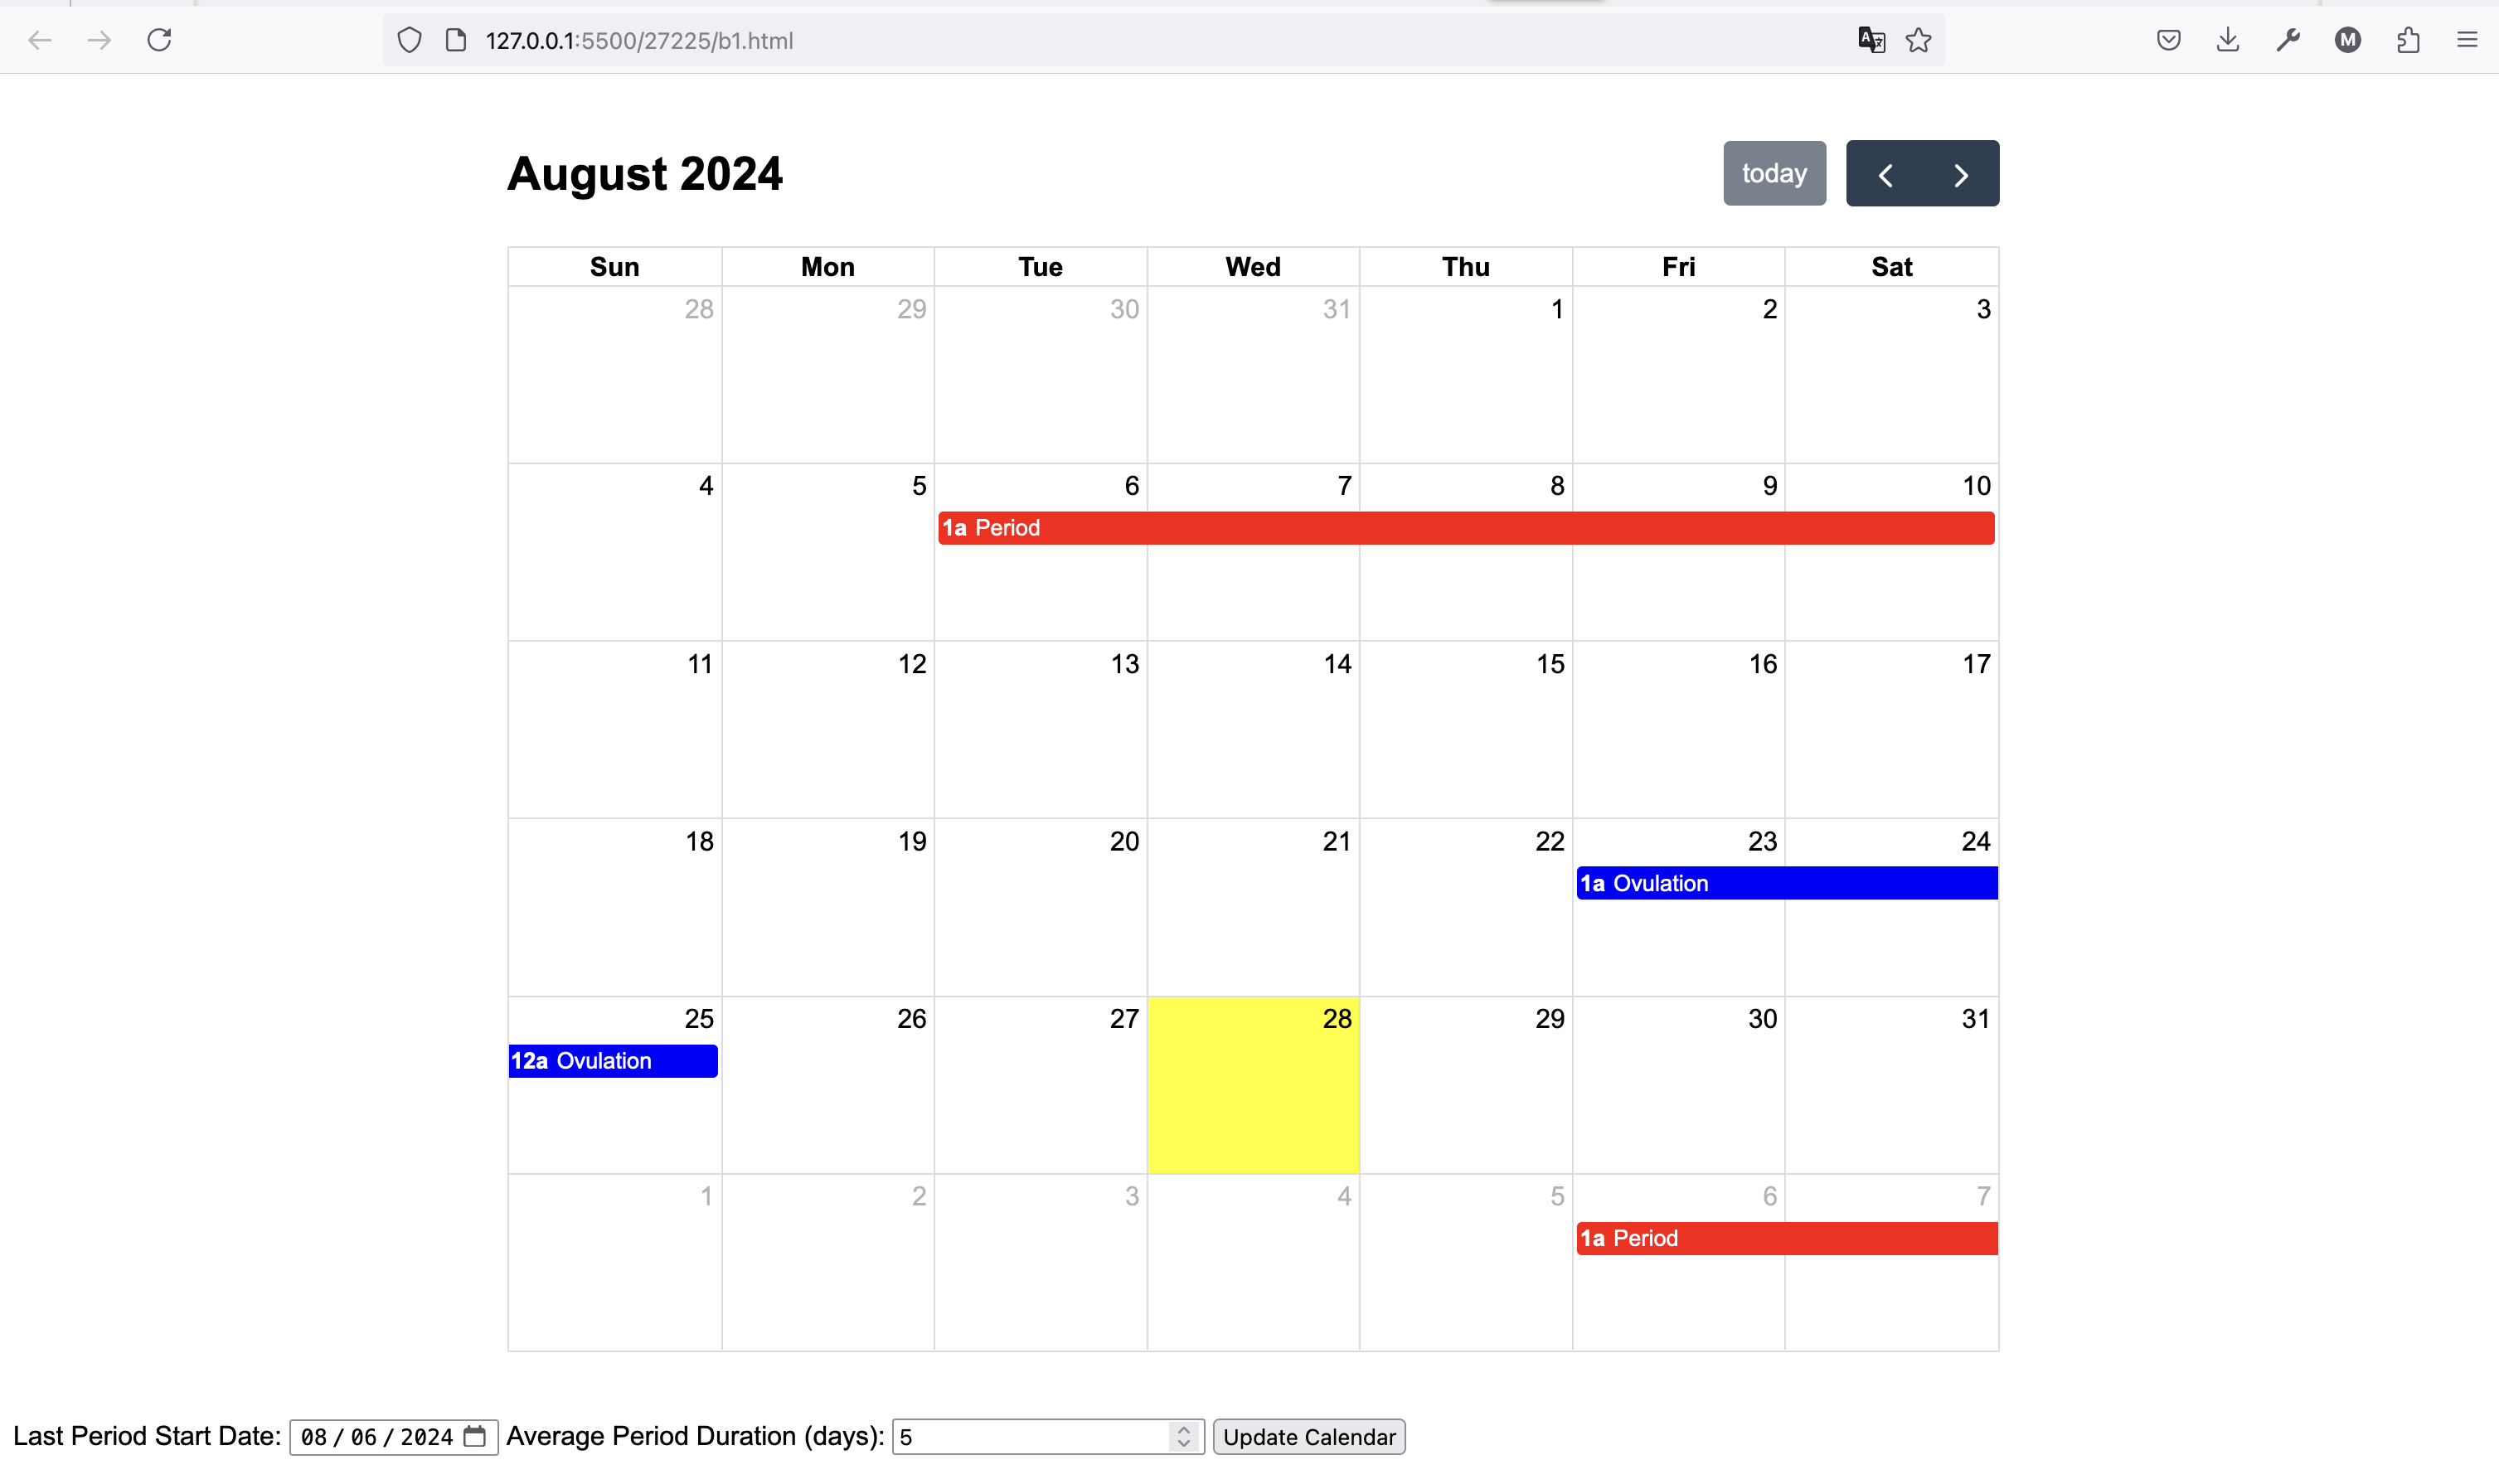 127.0.0.1:5500/27225/b1.html
M
August 2024
today
Sun Mon Tue Wed Thu Fri Sat
28 29 30 31 1 2 3
4 5 6 7 8 9 10
1a Period
11 12 13 14 15 16 17
18 19 20 21 22 23 24
1a Ovulation
25 26 27 28 29 30 31
12a Ovulation
1 2 3 4 5 6 7
1a Period
Last Period Start Date: 08/06/2024 Average Period Duration (days): 5 Update Calendar